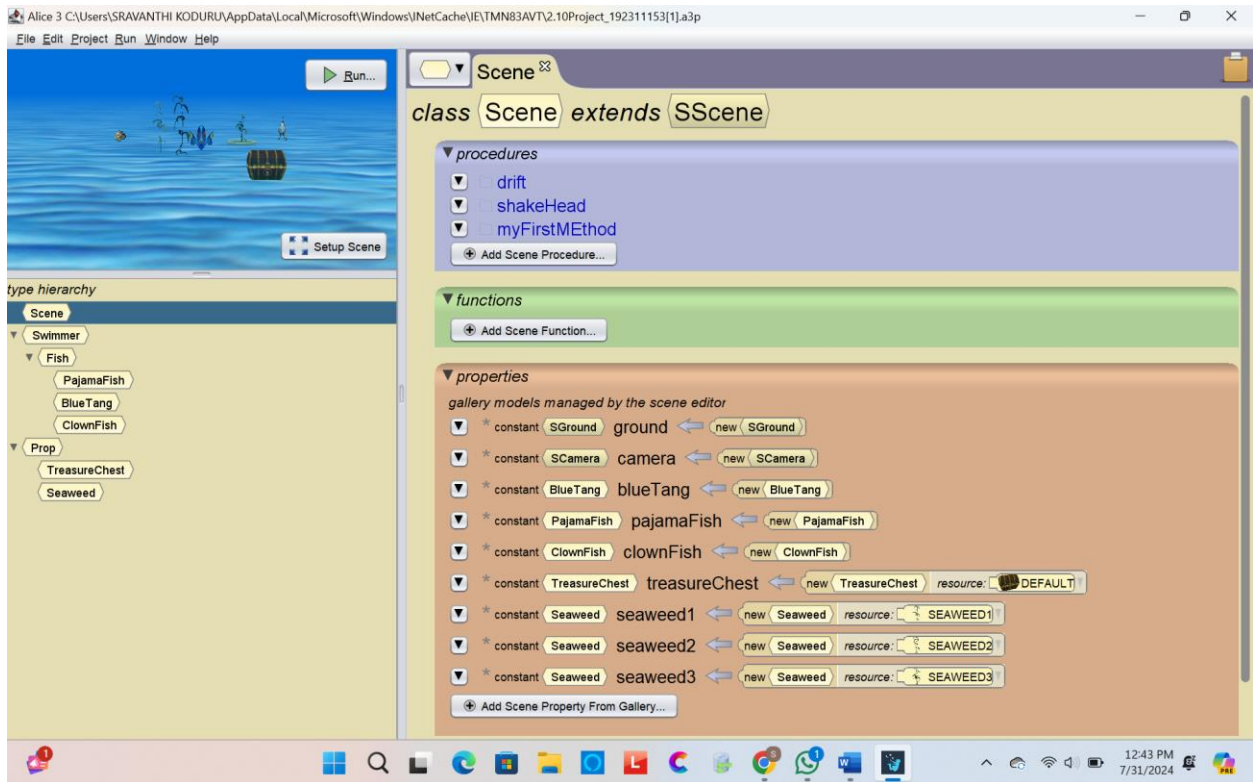 Alice 3 C:\Users\SRAVANTHI KODURU\AppData\Local\Microsoft\Windows\INetCache\IE\TMN83AVT\2.10Project_192311153[1].a3p
File Edit Project Run Window Help
Run...
Setup Scene
type hierarchy
Scene
Swimmer
Fish
PajamaFish
BlueTang
ClownFish
Prop
TreasureChest
Seaweed
Scene
class Scene extends SScene
procedures
drift
shakeHead
myFirstMEthod
Add Scene Procedure...
functions
Add Scene Function...
properties
gallery models managed by the scene editor
* constant SGround ground new SGround
* constant SCamera camera new SCamera
* constant BlueTang blueTang new BlueTang
* constant PajamaFish pajamaFish new PajamaFish
* constant ClownFish clownFish new ClownFish
* constant TreasureChest treasureChest new TreasureChest resource: DEFAULT
* constant Seaweed seaweed1 new Seaweed resource: SEAWEED1
* constant Seaweed seaweed2 new Seaweed resource: SEAWEED2
* constant Seaweed seaweed3 new Seaweed resource: SEAWEED3
Add Scene Property From Gallery...
1
L
S
1
12:43 PM
7/31/2024
PRE